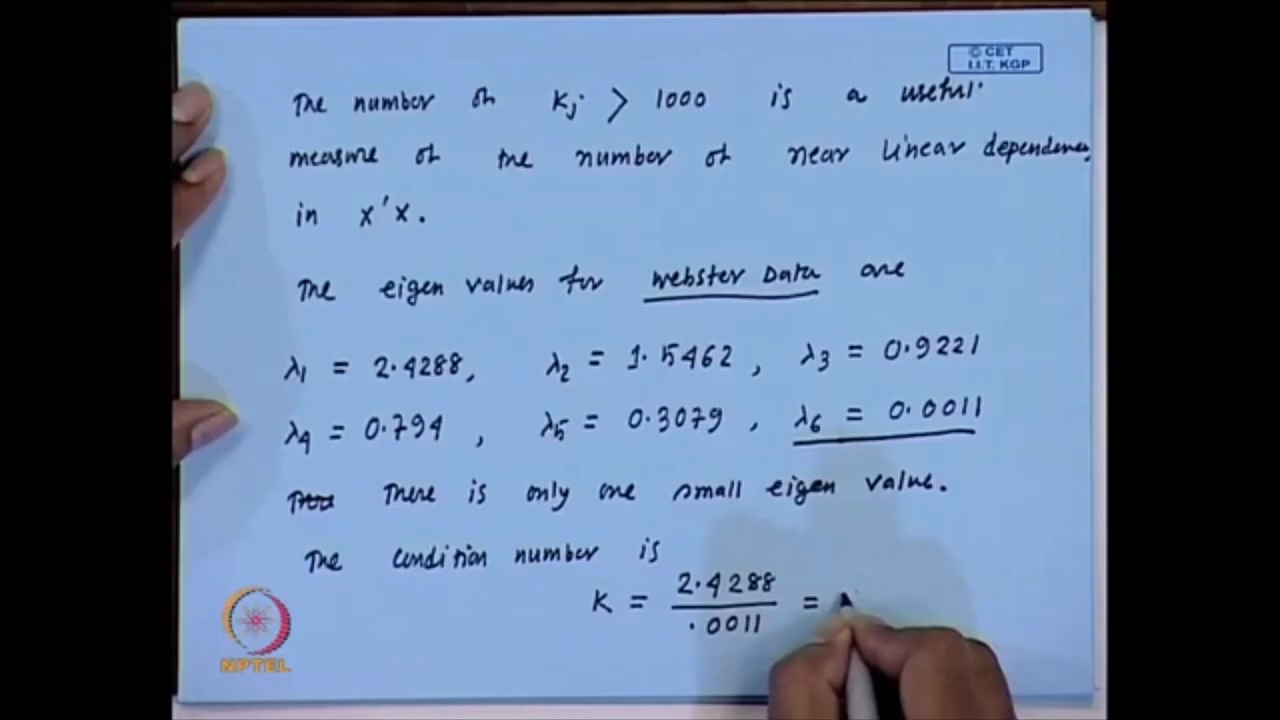 © CET
I.I.T. KGP
The number of Kj > 1000 is a useful
measure of the number of near linear dependency
in X'X.
The eigen values for Webster Data are
λ1 = 2.4288, λ2 = 1.5462, λ3 = 0.9221
λ4 = 0.794, λ5 = 0.3079, λ6 = 0.0011
There is only one small eigen value.
The condition number is
K = 2.4288 / .0011 =
NPTEL